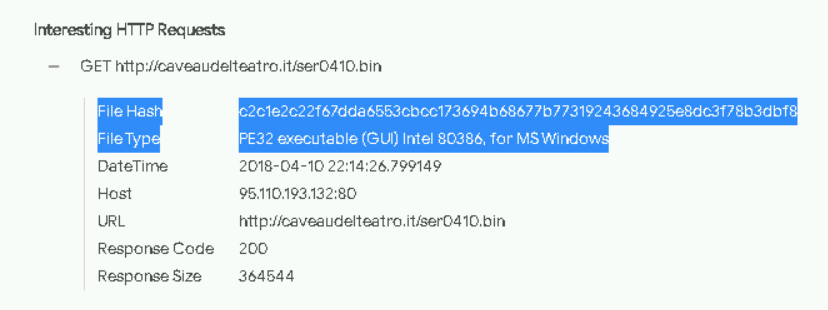 Interesting HTTP Requests
— GET http://caveaudelteatro.it/ser0410.bin
File Hash c2c1e2c22f67dda6553cbcc173694b68677b77319243684925e8dc3f78b3dbf8
File Type PE32 executable (GUI) Intel 80386, for MS Windows
DateTime 2018-04-10 22:14:26.799149
Host 95.110.193.132:80
URL http://caveaudelteatro.it/ser0410.bin
Response Code 200
Response Size 364544